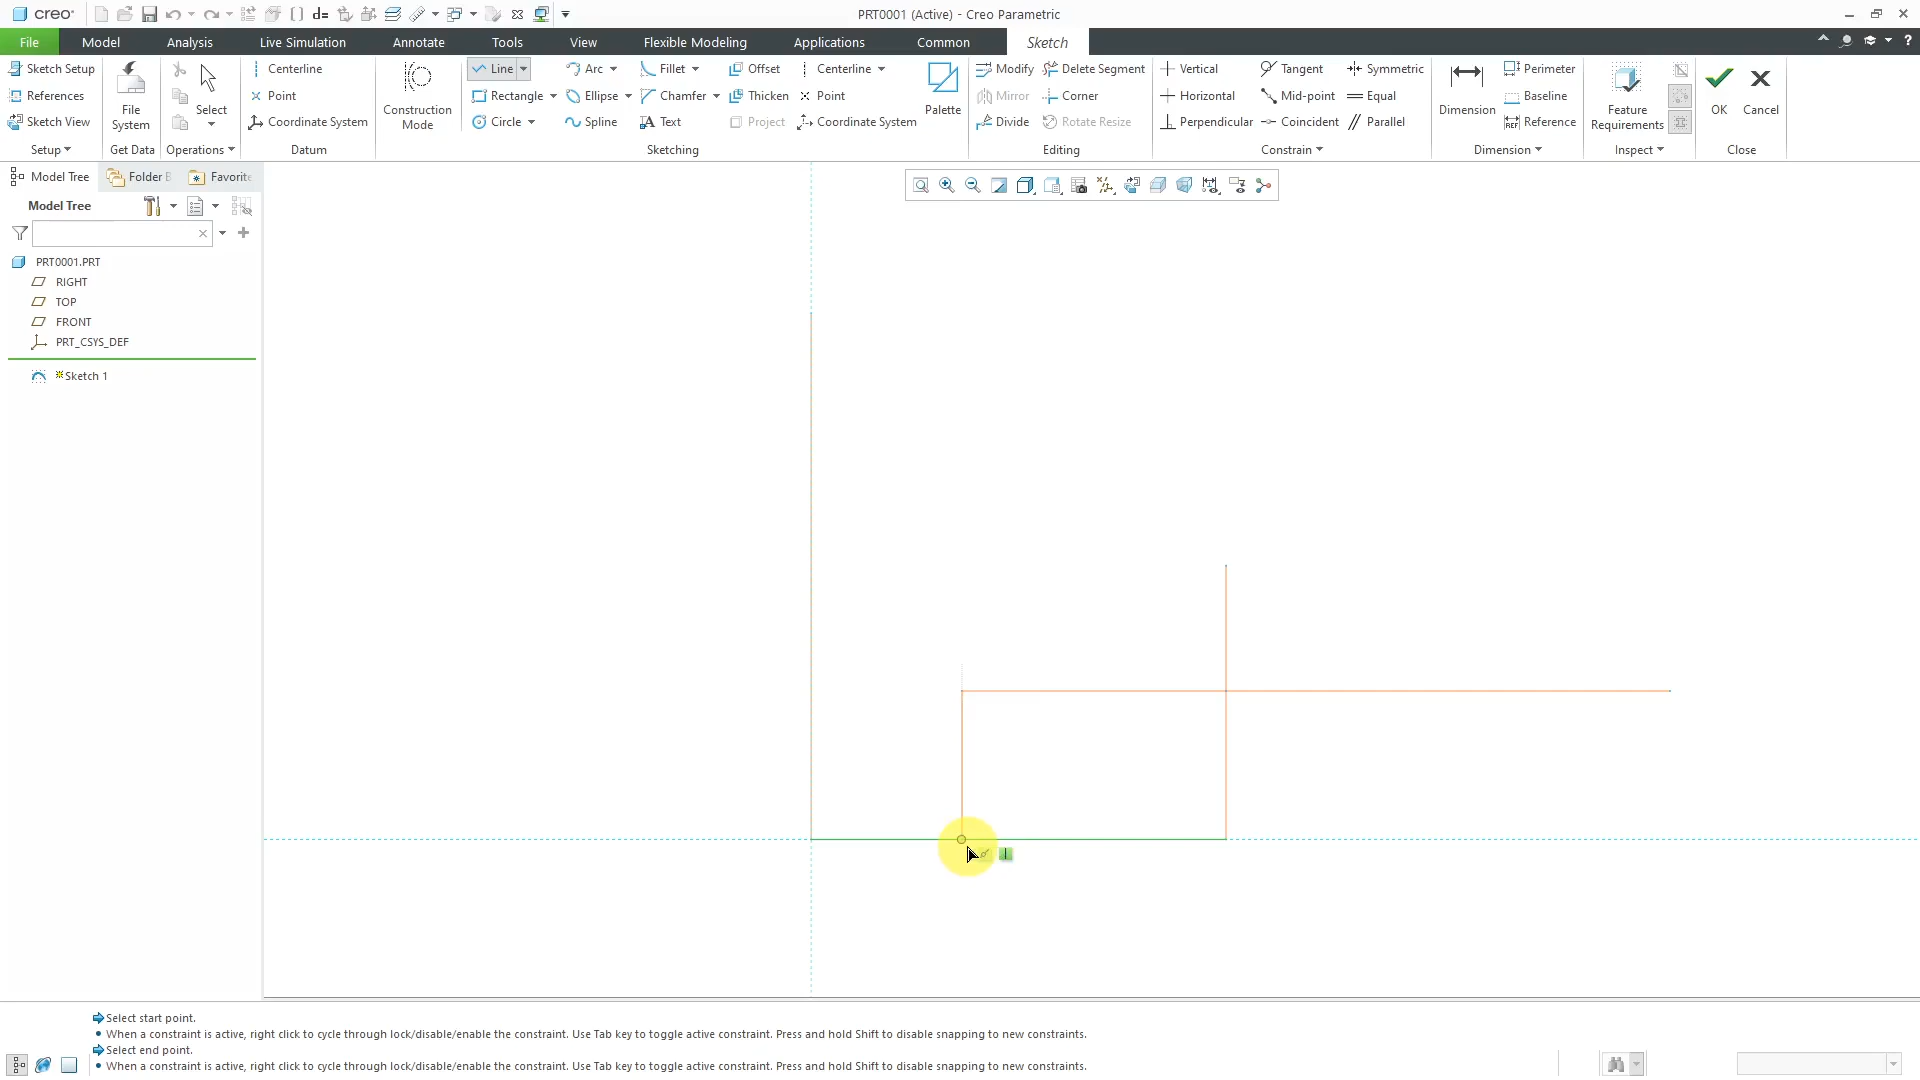 creo
d=
PRT0001 (Active) - Creo Parametric
File
Model
Analysis
Live Simulation
Annotate
Tools
View
Flexible Modeling
Applications
Common
Sketch
?
Sketch Setup
References
Sketch View
Setup
File
System
Get Data
Select
Operations
Centerline
Point
Coordinate System
Datum
Construction
Mode
Line
Rectangle
Circle
Arc
Ellipse
Spline
Fillet
Chamfer
Text
Offset
Thicken
Project
Centerline
Point
Coordinate System
Palette
Sketching
Modify
Mirror
Divide
Delete Segment
Corner
Rotate Resize
Editing
Vertical
Horizontal
Perpendicular
Tangent
Mid-point
Coincident
Symmetric
Equal
Parallel
Constrain
Dimension
Perimeter
Baseline
Reference
Dimension
Feature
Requirements
Inspect
OK
Cancel
Close
Model Tree
Folder B
Favorite
Model Tree
PRT0001.PRT
RIGHT
TOP
FRONT
PRT_CSYS_DEF
Sketch 1
Select start point.
• When a constraint is active, right click to cycle through lock/disable/enable the constraint. Use Tab key to toggle active constraint. Press and hold Shift to disable snapping to new constraints.
Select end point.
• When a constraint is active, right click to cycle through lock/disable/enable the constraint. Use Tab key to toggle active constraint. Press and hold Shift to disable snapping to new constraints.